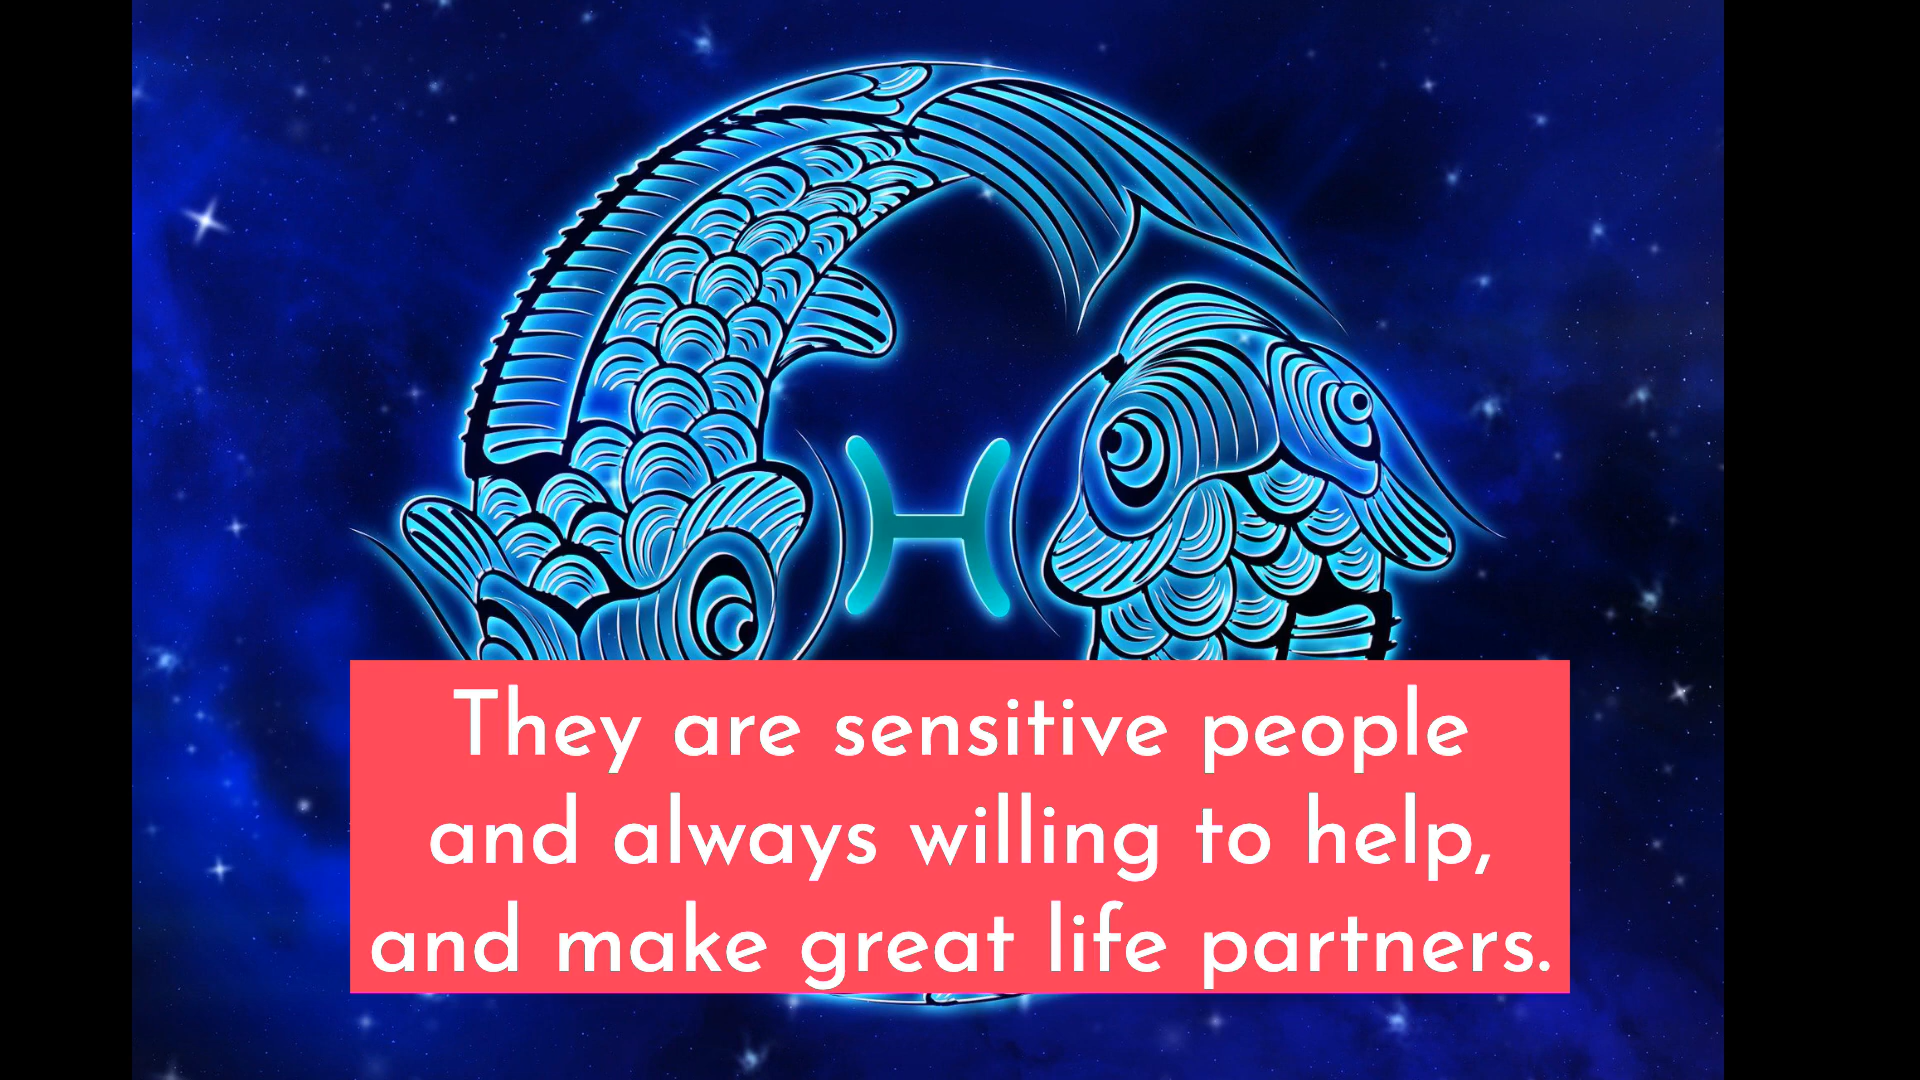 They are sensitive people
and always willing to help,
and make great life partners.